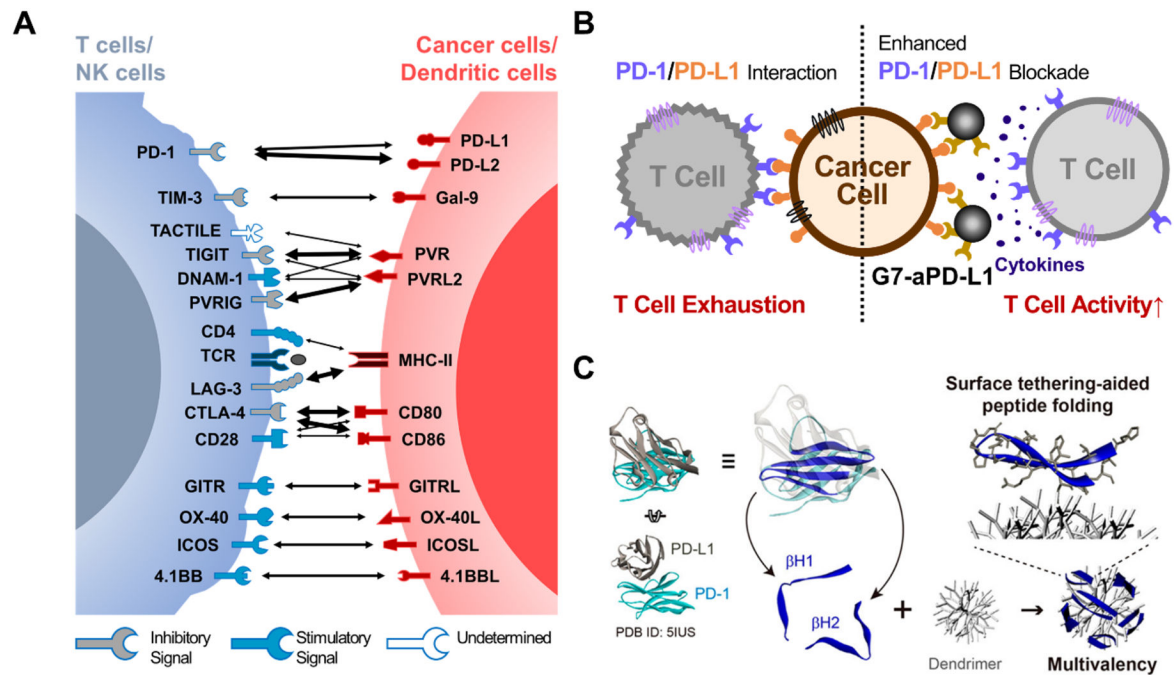 A
T cells/
NK cells
Cancer cells/
Dendritic cells
PD-1
PD-L1
PD-L2
TIM-3
Gal-9
TACTILE
TIGIT
PVR
DNAM-1
PVRL2
PVRIG
CD4
TCR
MHC-II
LAG-3
CTLA-4
CD80
CD28
CD86
GITR
GITRL
OX-40
OX-40L
ICOS
ICOSL
4.1BB
4.1BBL
Inhibitory
Signal
Stimulatory
Signal
Undetermined
B
PD-1/PD-L1 Interaction
Enhanced
PD-1/PD-L1 Blockade
T Cell
Cancer
Cell
T Cell
G7-aPD-L1
Cytokines
T Cell Exhaustion
T Cell Activity↑
C
Surface tethering-aided
peptide folding
≡
PD-L1
PD-1
PDB ID: 5IUS
βH1
βH2
+
Dendrimer
Multivalency